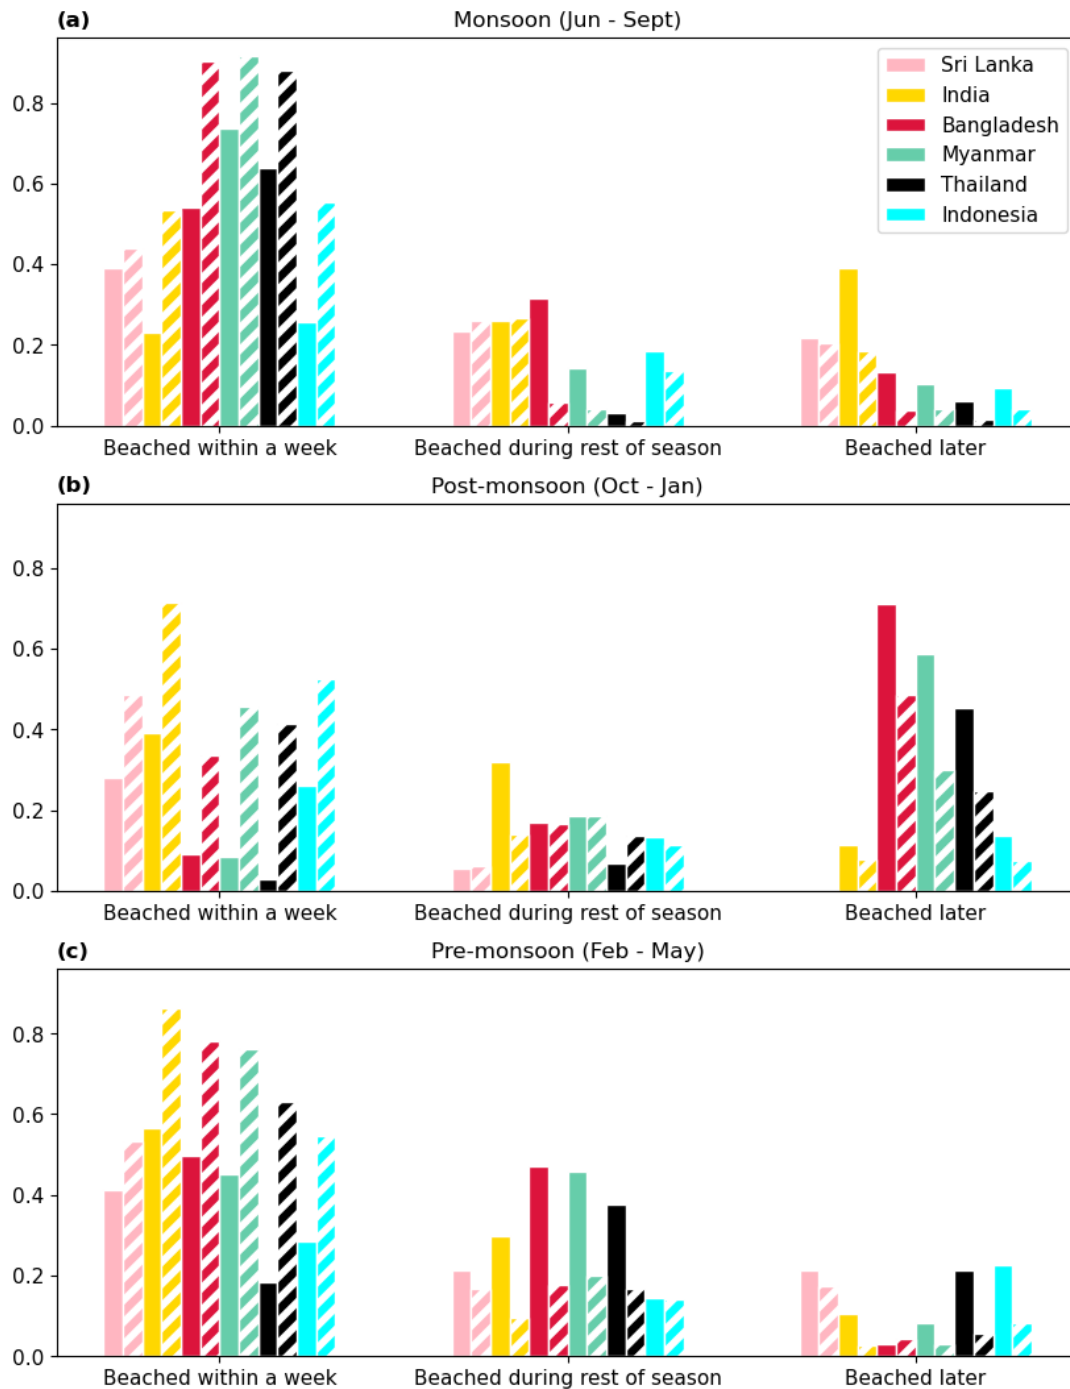 (a) Monsoon (Jun - Sept)
Sri Lanka
India
Bangladesh
Myanmar
Thailand
Indonesia
0.8
0.6
0.4
0.2
0.0
Beached within a week Beached during rest of season Beached later
(b) Post-monsoon (Oct - Jan)
0.8
0.6
0.4
0.2
0.0
Beached within a week Beached during rest of season Beached later
(c) Pre-monsoon (Feb - May)
0.8
0.6
0.4
0.2
0.0
Beached within a week Beached during rest of season Beached later